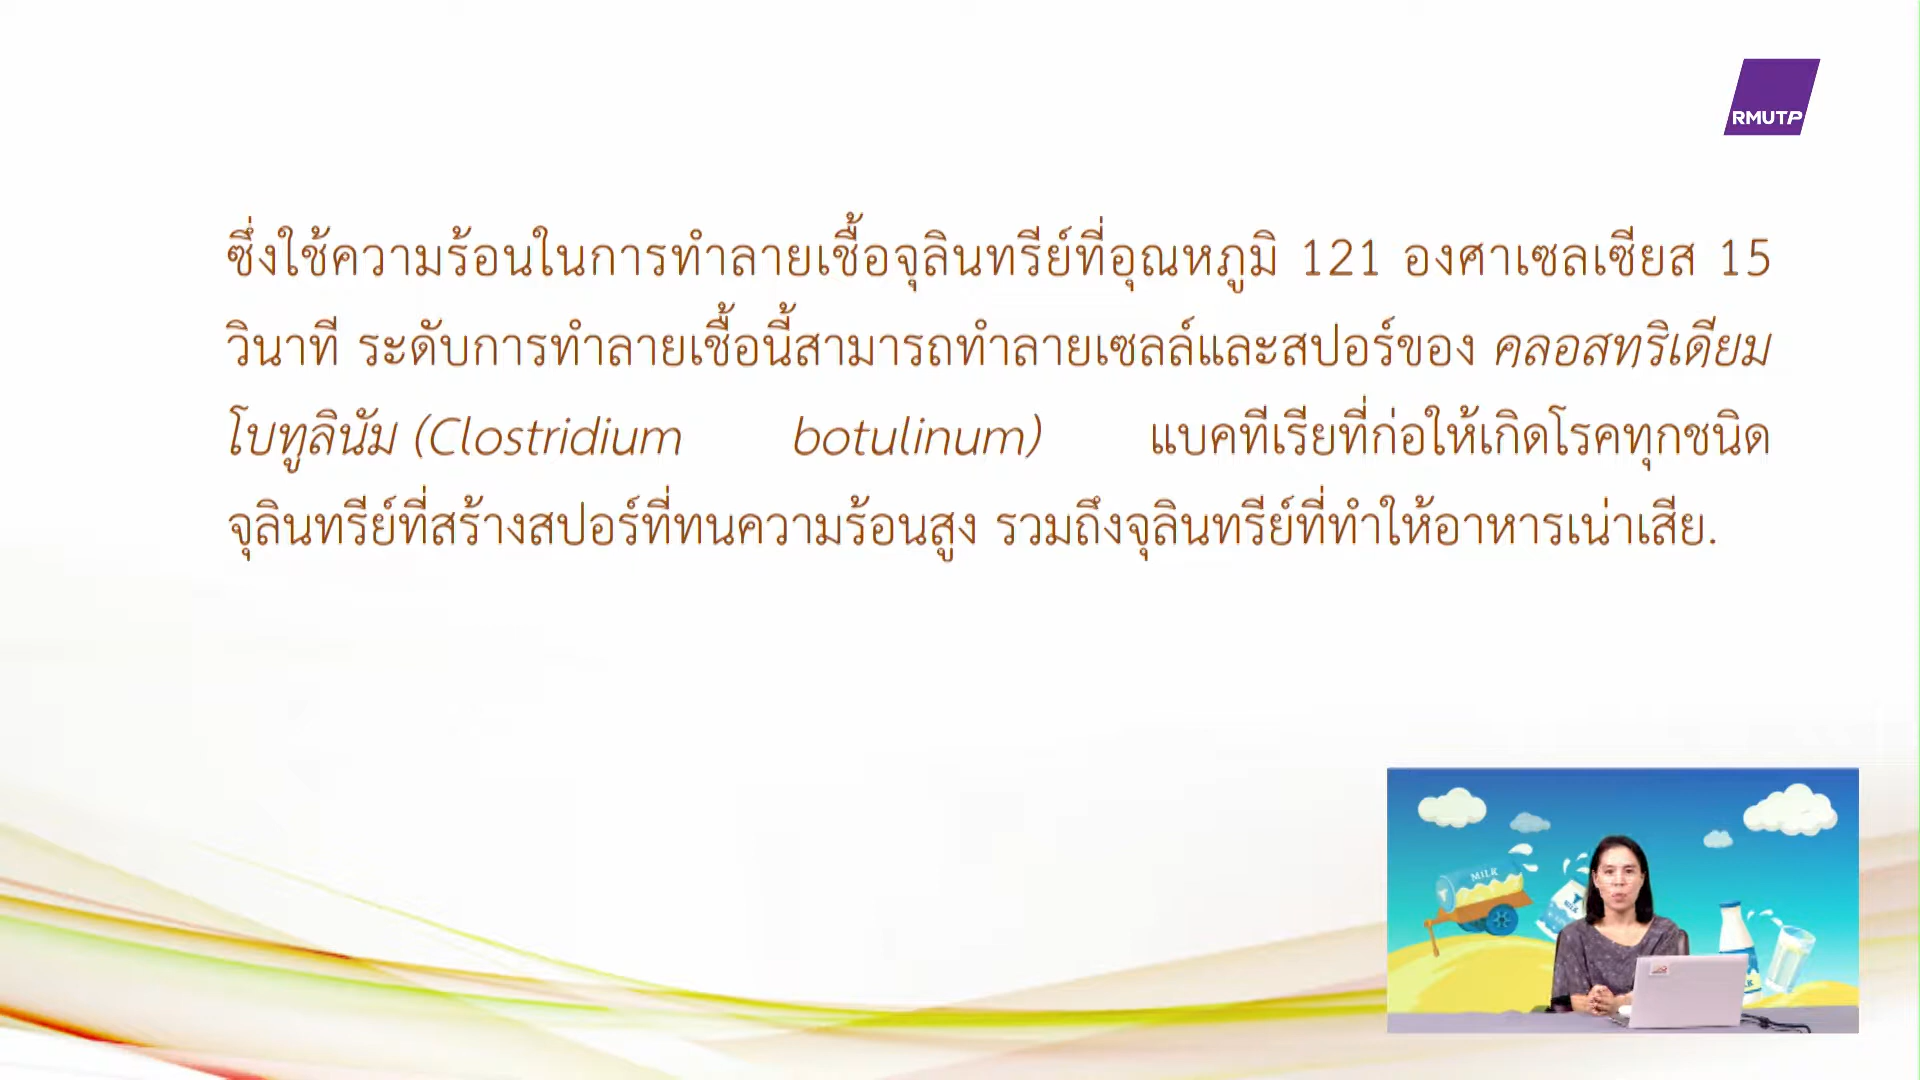 RMUTP
ซึ่งใช้ความร้อนในการทำลายเชื้อจุลินทรีย์ที่อุณหภูมิ 121 องศาเซลเซียส 15
วินาที ระดับการทำลายเชื้อนี้สามารถทำลายเซลล์และสปอร์ของ คลอสทริเดียม
โบทูลินัม (Clostridium botulinum) แบคทีเรียที่ก่อให้เกิดโรคทุกชนิด
จุลินทรีย์ที่สร้างสปอร์ที่ทนความร้อนสูง รวมถึงจุลินทรีย์ที่ทำให้อาหารเน่าเสีย.
MILK